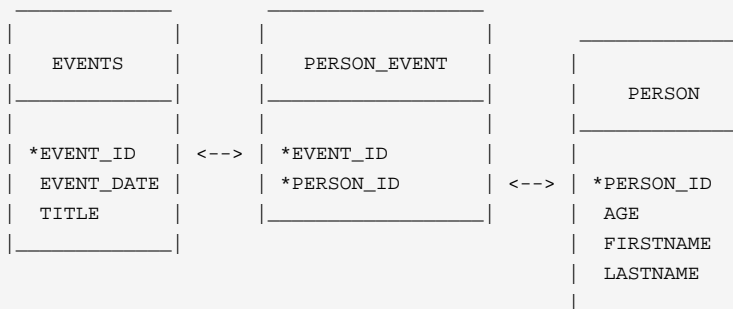 EVENTS
PERSON_EVENT
PERSON
*EVENT_ID <--> *EVENT_ID
EVENT_DATE *PERSON_ID <--> *PERSON_ID
TITLE AGE
FIRSTNAME
LASTNAME